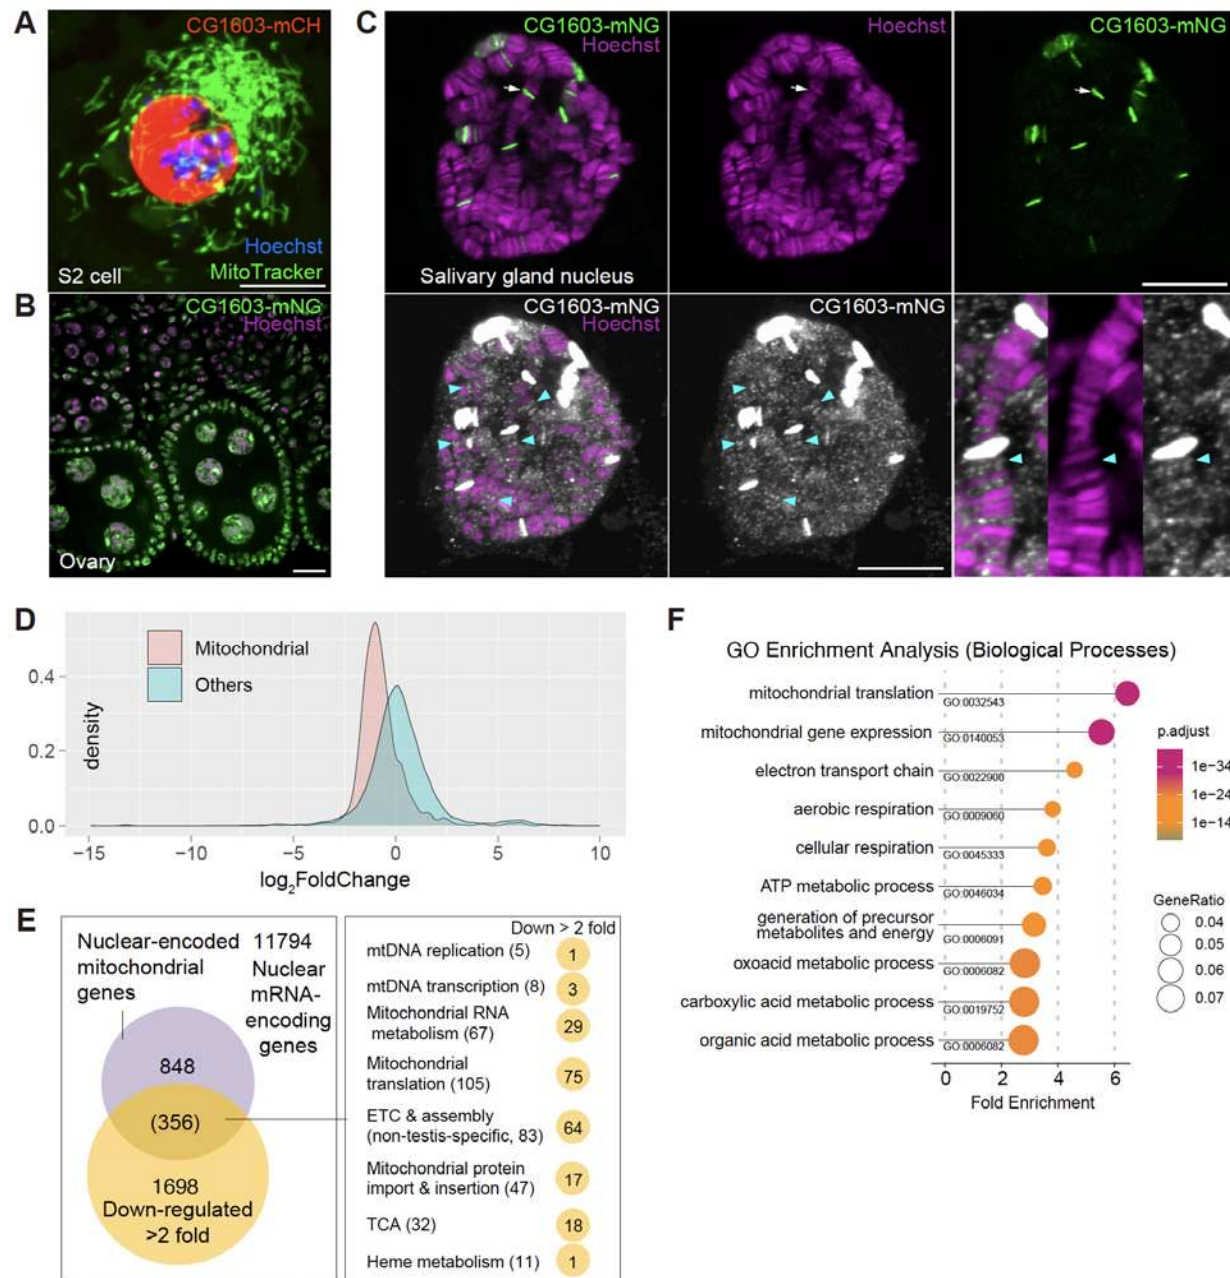 A
CG1603-mCH
Hoechst
MitoTracker
S2 cell
B
CG1603-mNG
Hoechst
Ovary
C
CG1603-mNG
Hoechst
Salivary gland nucleus
Hoechst
CG1603-mNG
CG1603-mNG
Hoechst
CG1603-mNG
D
Mitochondrial
Others
density
0.4
0.2
0.0
−15
−10
−5
0
5
10
log2FoldChange
E
Nuclear-encoded
mitochondrial
genes
11794
Nuclear
mRNA-
encoding
genes
848
(356)
1698
Down-regulated
>2 fold
Down > 2 fold
mtDNA replication (5)
1
mtDNA transcription (8)
3
Mitochondrial RNA
metabolism (67)
29
Mitochondrial
translation (105)
75
ETC & assembly
(non-testis-specific, 83)
64
Mitochondrial protein
import & insertion (47)
17
TCA (32)
18
Heme metabolism (11)
1
F
GO Enrichment Analysis (Biological Processes)
mitochondrial translation
GO:0032543
mitochondrial gene expression
GO:0140053
electron transport chain
GO:0022900
aerobic respiration
GO:0009060
cellular respiration
GO:0045333
ATP metabolic process
GO:0046034
generation of precursor
metabolites and energy
GO:0006091
oxoacid metabolic process
GO:0006082
carboxylic acid metabolic process
GO:0019752
organic acid metabolic process
GO:0006082
0
2
4
6
Fold Enrichment
p.adjust
1e−34
1e−24
1e−14
GeneRatio
0.04
0.05
0.06
0.07